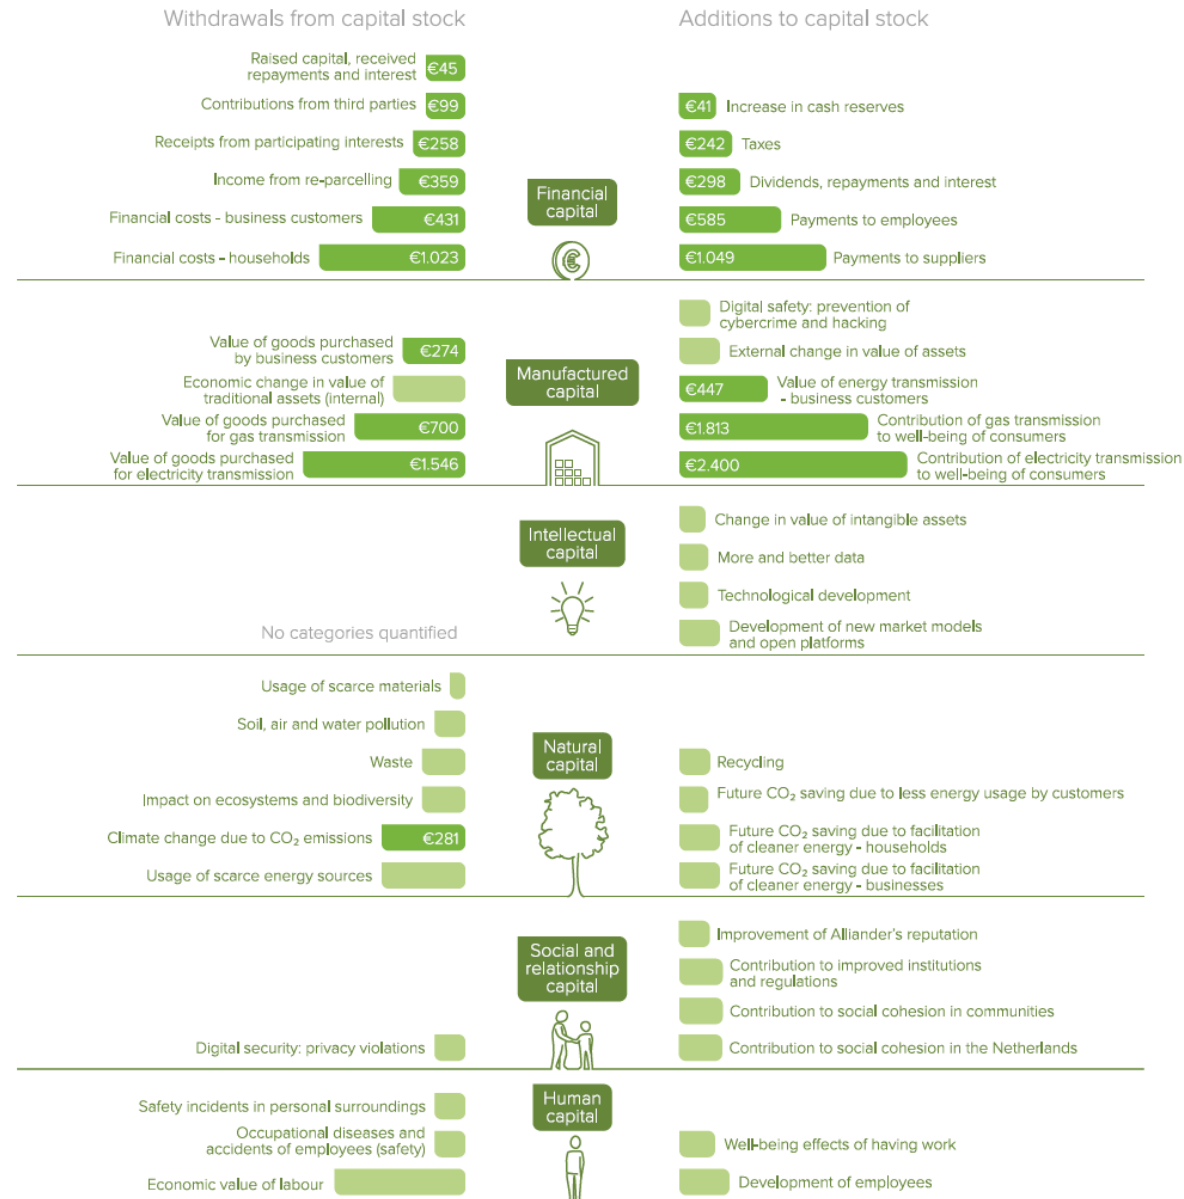 Withdrawals from capital stock
Additions to capital stock
Raised capital, received
repayments and interest
€45
Contributions from third parties
€99
Receipts from participating interests
€258
Income from re-parcelling
€359
Financial costs - business customers
€431
Financial costs - households
€1.023
Financial
capital
€41
Increase in cash reserves
€242
Taxes
€298
Dividends, repayments and interest
€585
Payments to employees
€1.049
Payments to suppliers
Value of goods purchased
by business customers
€274
Economic change in value of
traditional assets (internal)
Value of goods purchased
for gas transmission
€700
Value of goods purchased
for electricity transmission
€1.546
Manufactured
capital
Digital safety: prevention of
cybercrime and hacking
External change in value of assets
€447
Value of energy transmission
- business customers
€1.813
Contribution of gas transmission
to well-being of consumers
€2.400
Contribution of electricity transmission
to well-being of consumers
No categories quantified
Intellectual
capital
Change in value of intangible assets
More and better data
Technological development
Development of new market models
and open platforms
Usage of scarce materials
Soil, air and water pollution
Waste
Impact on ecosystems and biodiversity
Climate change due to CO₂ emissions
€281
Usage of scarce energy sources
Natural
capital
Recycling
Future CO₂ saving due to less energy usage by customers
Future CO₂ saving due to facilitation
of cleaner energy - households
Future CO₂ saving due to facilitation
of cleaner energy - businesses
Digital security: privacy violations
Social and
relationship
capital
Improvement of Alliander's reputation
Contribution to improved institutions
and regulations
Contribution to social cohesion in communities
Contribution to social cohesion in the Netherlands
Safety incidents in personal surroundings
Occupational diseases and
accidents of employees (safety)
Economic value of labour
Human
capital
Well-being effects of having work
Development of employees